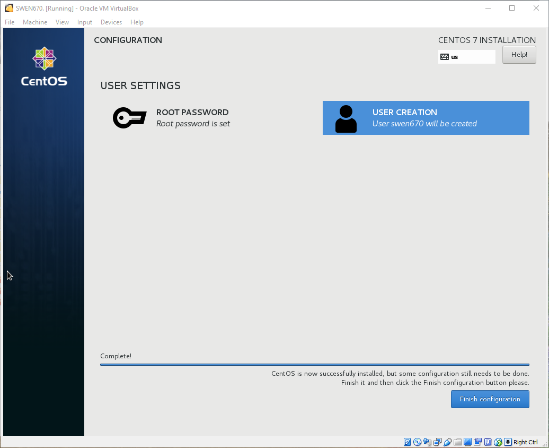 SWEN670. [Running] - Oracle VM VirtualBox
File Machine View Input Devices Help
CONFIGURATION
CENTOS 7 INSTALLATION
us
Help!
CentOS
USER SETTINGS
ROOT PASSWORD
Root password is set
USER CREATION
User swen670 will be created
Complete!
CentOS is now successfully installed, but some configuration still needs to be done.
Finish it and then click the Finish configuration button please.
Finish configuration
Right Ctrl